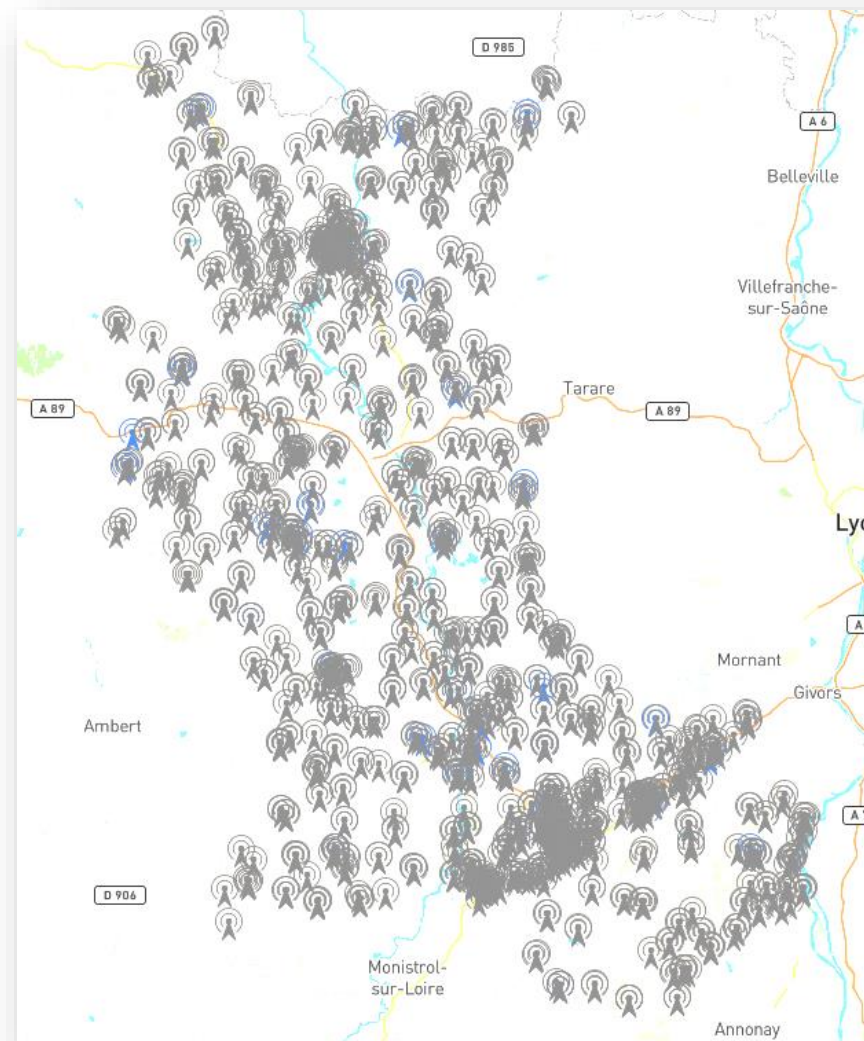 D 985
A 6
Belleville
Villefranche-
sur-Saône
Tarare
A 89
A 89
Mornant
Givors
Ambert
D 906
Monistrol-
sur-Loire
Annonay